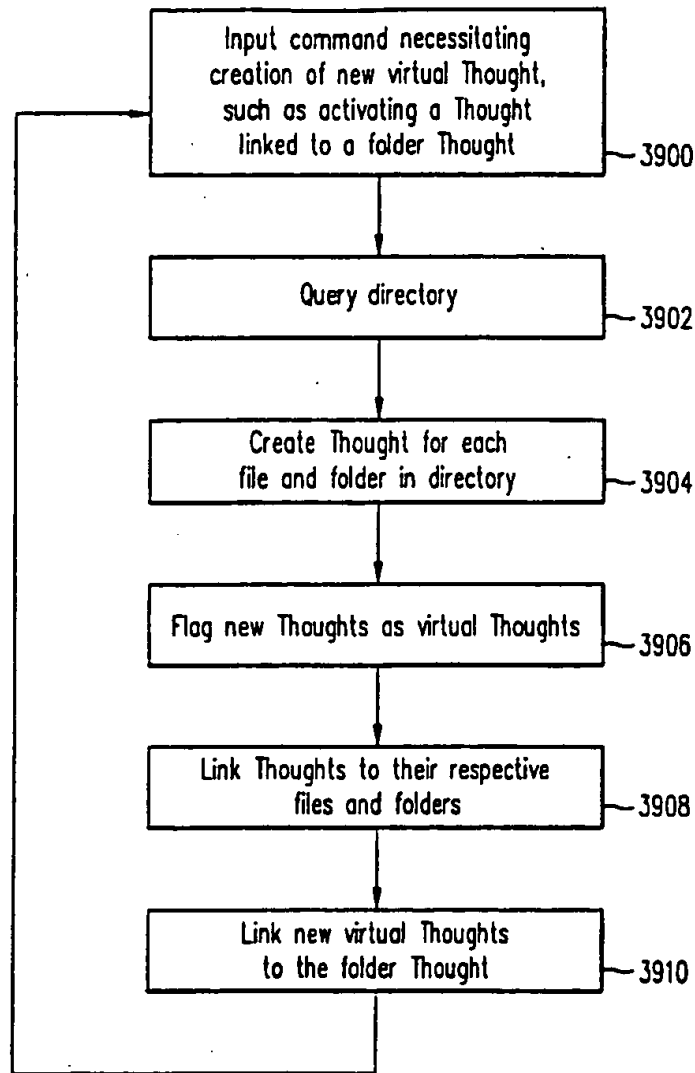 Input command necessitating
creation of new virtual Thought,
such as activating a Thought
linked to a folder Thought
3900
Query directory
3902
Create Thought for each
file and folder in directory
3904
Flag new Thoughts as virtual Thoughts
3906
Link Thoughts to their respective
files and folders
3908
Link new virtual Thoughts
to the folder Thought
3910